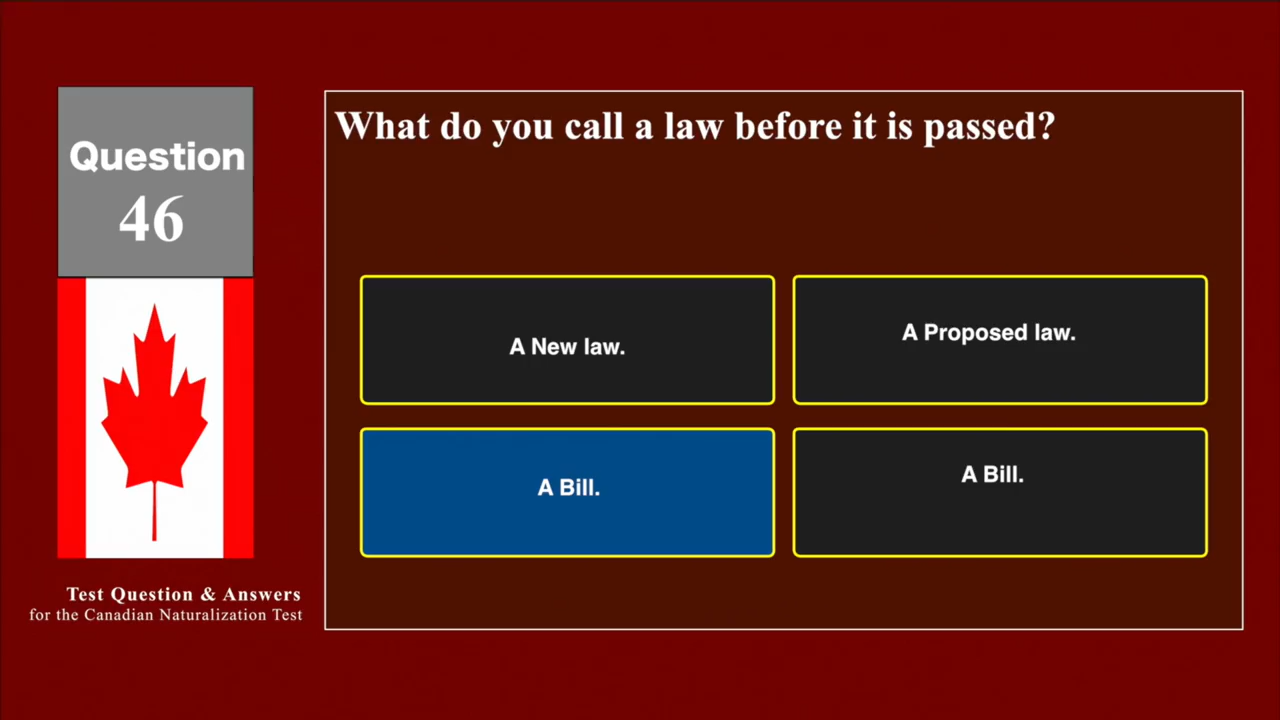 Question
46
What do you call a law before it is passed?
A New law.
A Proposed law.
A Bill.
A Bill.
Test Question & Answers
for the Canadian Naturalization Test